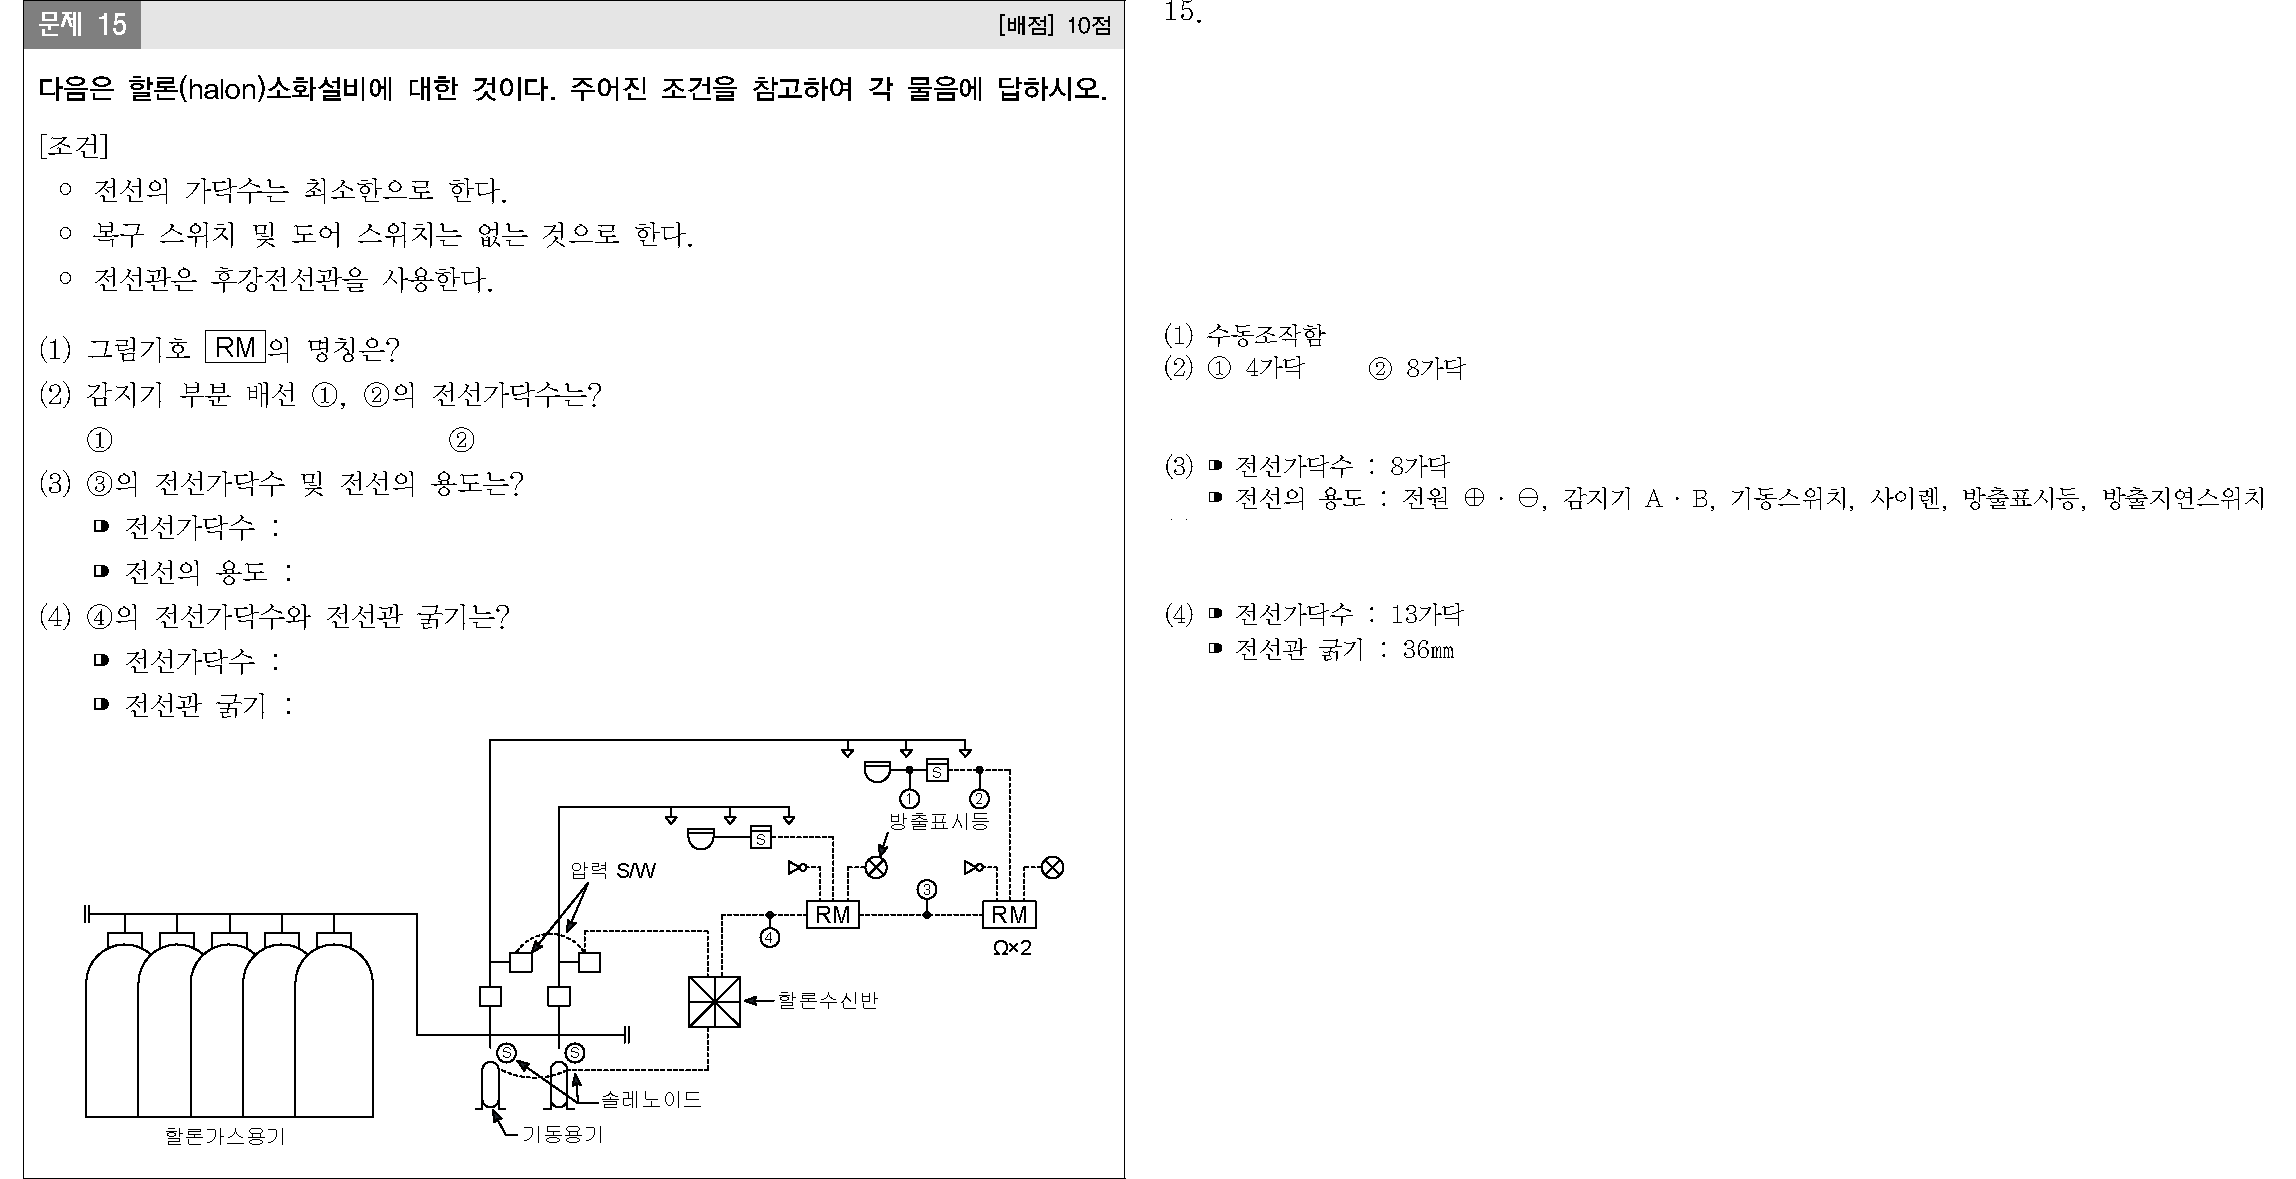 문제 15
[배점] 10점
다음은 할론(halon)소화설비에 대한 것이다. 주어진 조건을 참고하여 각 물음에 답하시오.
[조건]
○ 전선의 가닥수는 최소한으로 한다.
○ 복구 스위치 및 도어 스위치는 없는 것으로 한다.
○ 전선관은 후강전선관을 사용한다.
(1) 그림기호 RM의 명칭은?
(2) 감지기 부분 배선 ①, ②의 전선가닥수는?
① ②
(3) ③의 전선가닥수 및 전선의 용도는?
전선가닥수 :
전선의 용도 :
(4) ④의 전선가닥수와 전선관 굵기는?
전선가닥수 :
전선관 굵기 :
S
① ②
방출표시등
S
압력 S/W
③
RM RM
④
Ω×2
할론수신반
S S
솔레노이드
기동용기
할론가스용기
15.
(1) 수동조작함
(2) ① 4가닥 ② 8가닥
(3) 전선가닥수 : 8가닥
전선의 용도 : 전원 ⊕ · ⊖, 감지기 A · B, 기동스위치, 사이렌, 방출표시등, 방출지연스위치
(4) 전선가닥수 : 13가닥
전선관 굵기 : 36mm